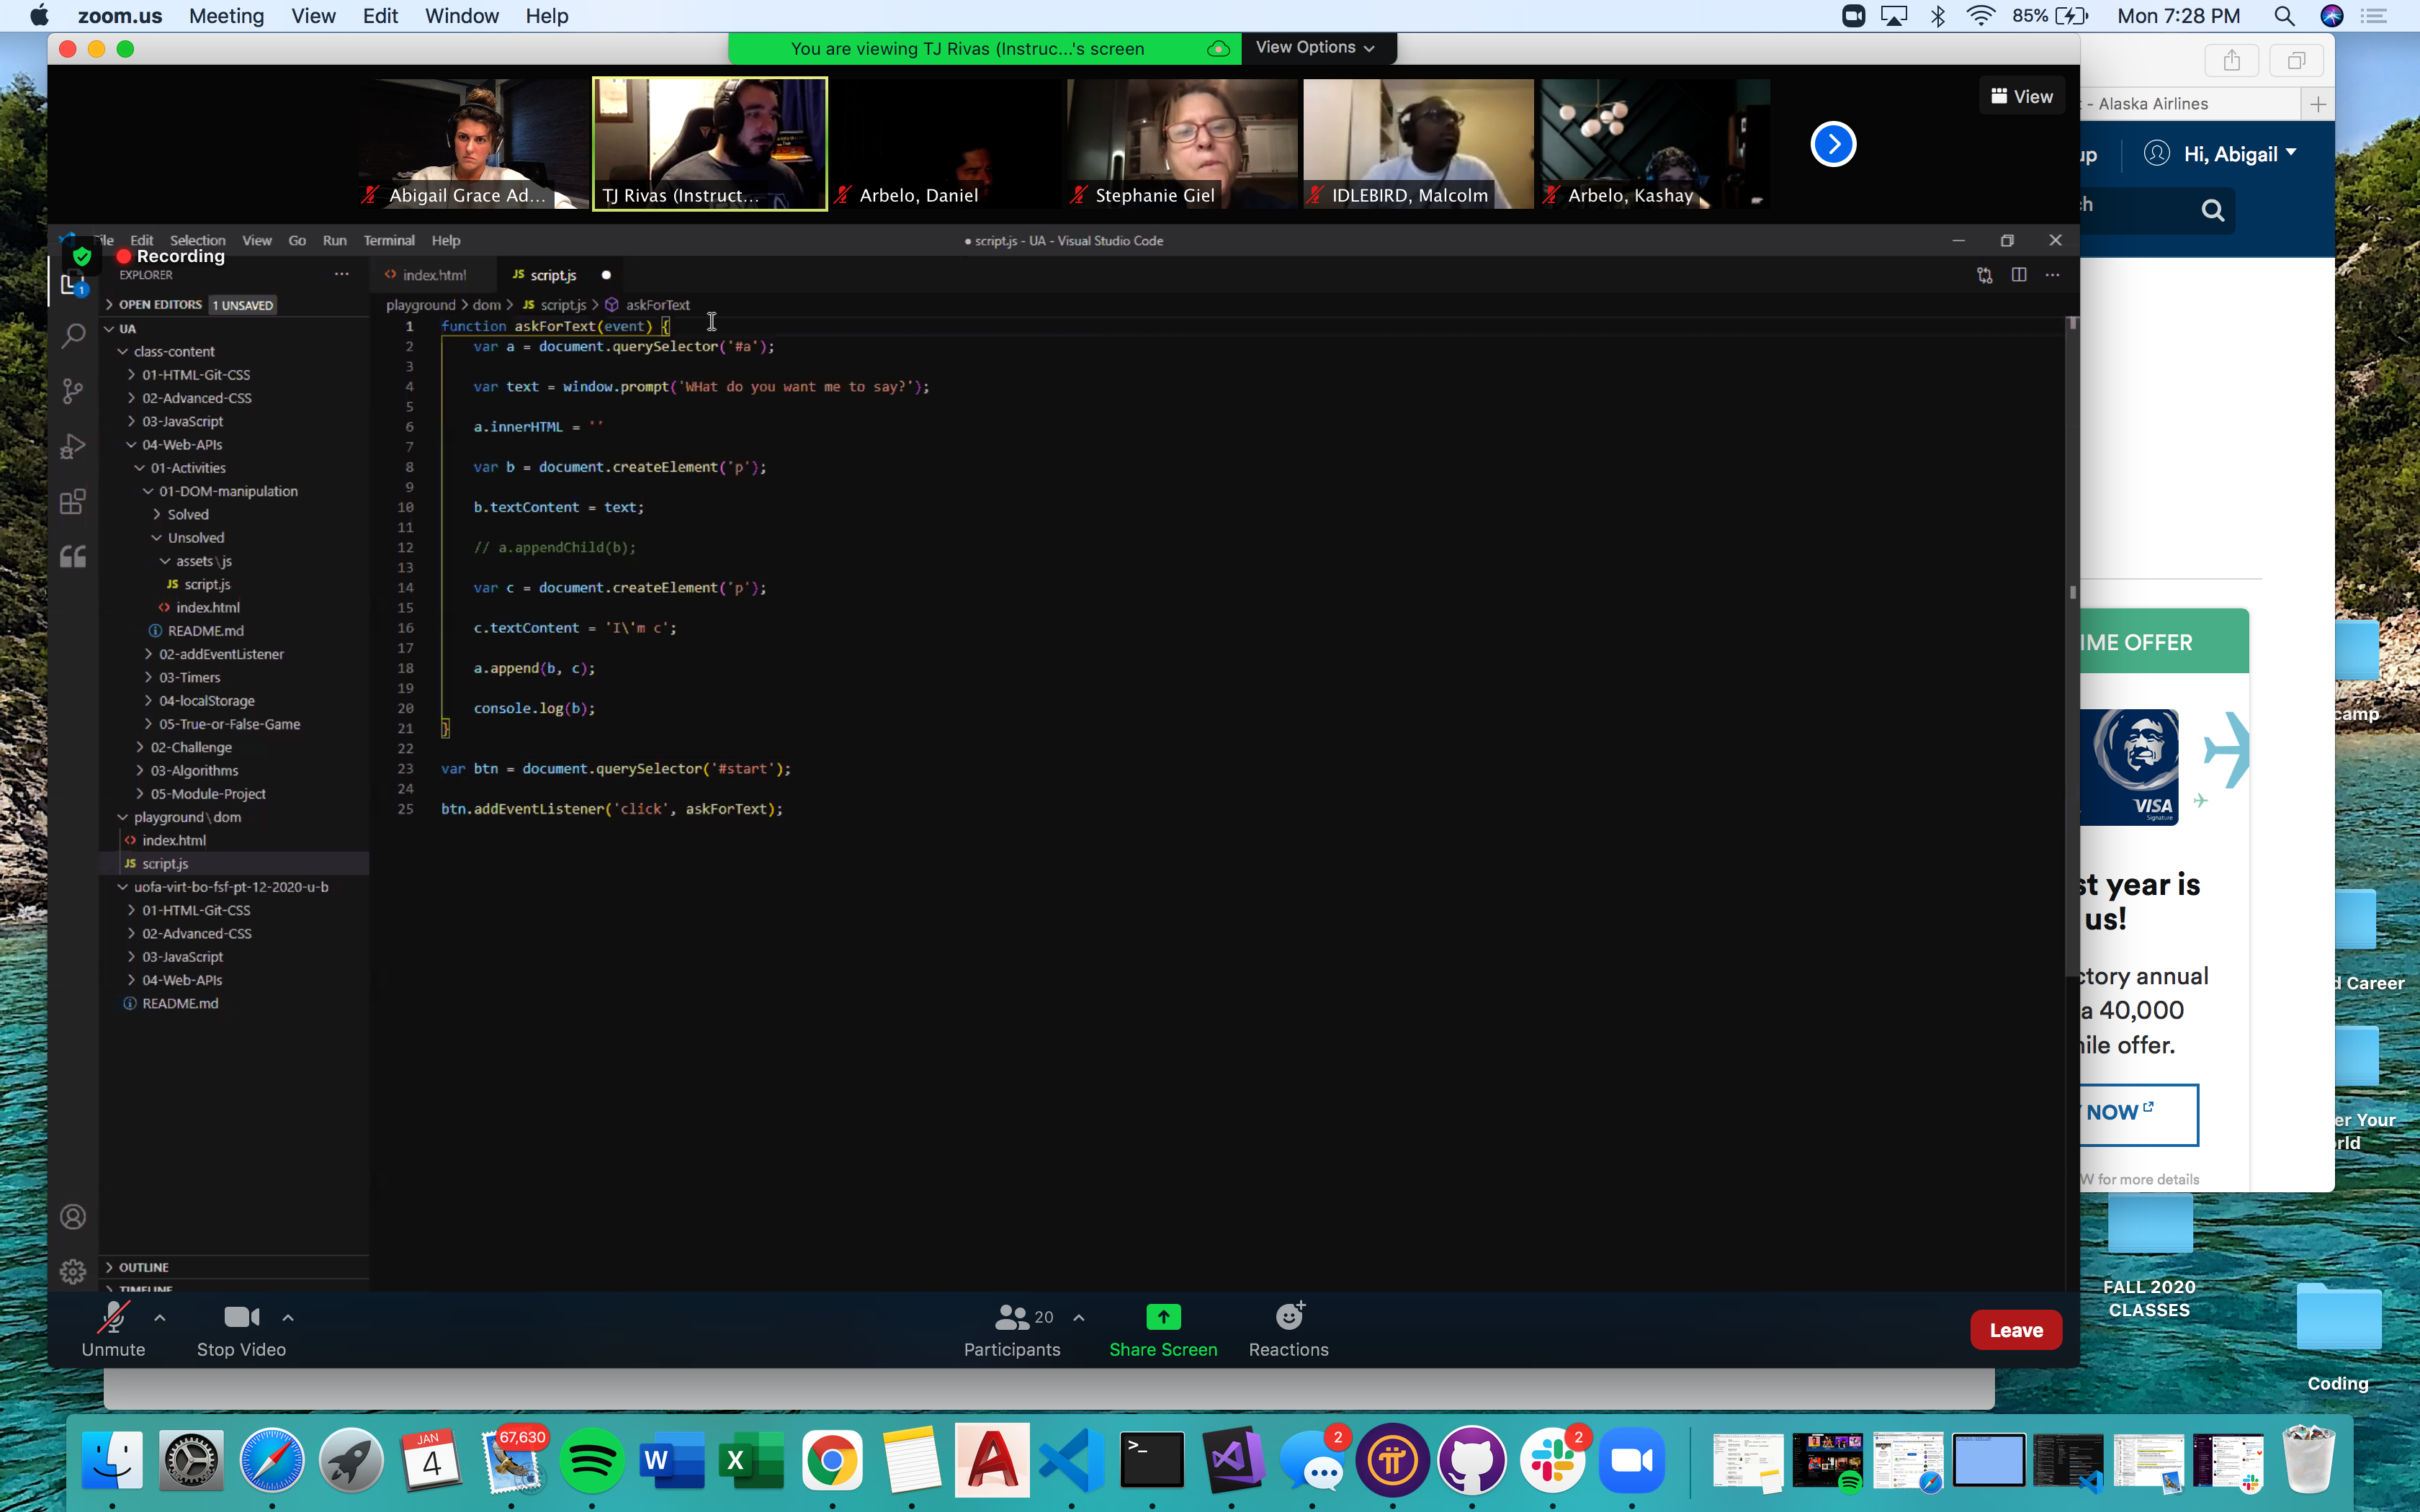 zoom.us Meeting View Edit Window Help
85% Mon 7:28 PM
You are viewing TJ Rivas (Instruc...'s screen View Options
- Alaska Airlines
View
up Hi, Abigail
ch
Abigail Grace Ad... TJ Rivas (Instruct... Arbelo, Daniel Stephanie Giel IDLEBIRD, Malcolm Arbelo, Kashay
ile Edit Selection View Go Run Terminal Help ● script.js - UA - Visual Studio Code
Recording
EXPLORER ...
index.html JS script.js
1
OPEN EDITORS 1 UNSAVED
playground > dom > JS script.js > askForText
UA
class-content
01-HTML-Git-CSS
02-Advanced-CSS
03-JavaScript
04-Web-APIs
01-Activities
01-DOM-manipulation
Solved
Unsolved
assets\js
JS script.js
index.html
README.md
02-addEventListener
03-Timers
04-localStorage
05-True-or-False-Game
02-Challenge
03-Algorithms
05-Module-Project
playground\dom
index.html
JS script.js
uofa-virt-bo-fsf-pt-12-2020-u-b
01-HTML-Git-CSS
02-Advanced-CSS
03-JavaScript
04-Web-APIs
README.md
OUTLINE
TIMELINE
1 function askForText(event) {
2 var a = document.querySelector('#a');
3
4 var text = window.prompt('WHat do you want me to say?');
5
6 a.innerHTML = ''
7
8 var b = document.createElement('p');
9
10 b.textContent = text;
11
12 // a.appendChild(b);
13
14 var c = document.createElement('p');
15
16 c.textContent = 'I\'m c';
17
18 a.append(b, c);
19
20 console.log(b);
21 }
22
23 var btn = document.querySelector('#start');
24
25 btn.addEventListener('click', askForText);
IME OFFER
VISA
Signature
st year is
us!
ctory annual
a 40,000
mile offer.
NOW
W for more details
camp
d Career
er Your
rld
FALL 2020
CLASSES
Coding
Unmute Stop Video Participants 20 Share Screen Reactions Leave
JAN
4
67,630
W
X
A
>_
2
2